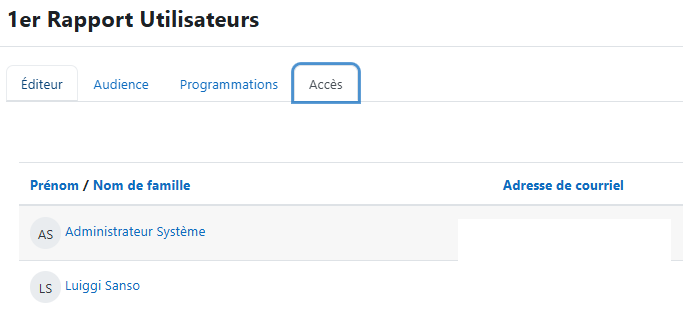 1er Rapport Utilisateurs
Éditeur Audience Programmations Accès
Prénom / Nom de famille Adresse de courriel
AS Administrateur Système
LS Luiggi Sanso